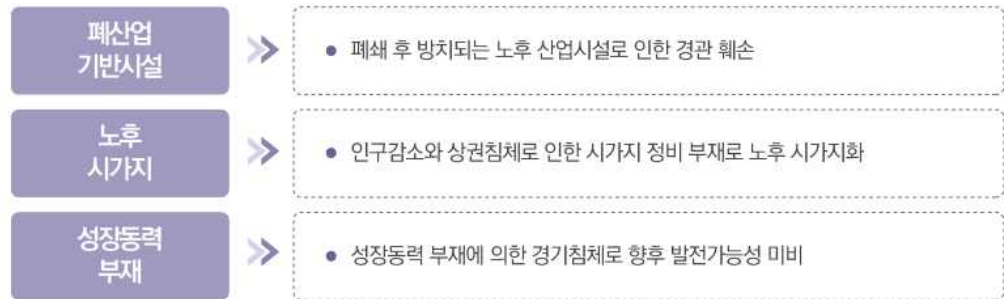 폐산업
기반시설
• 폐쇄 후 방치되는 노후 산업시설로 인한 경관 훼손
노후
시가지
• 인구감소와 상권침체로 인한 시가지 정비 부재로 노후 시가지화
성장동력
부재
• 성장동력 부재에 의한 경기침체로 향후 발전가능성 미비